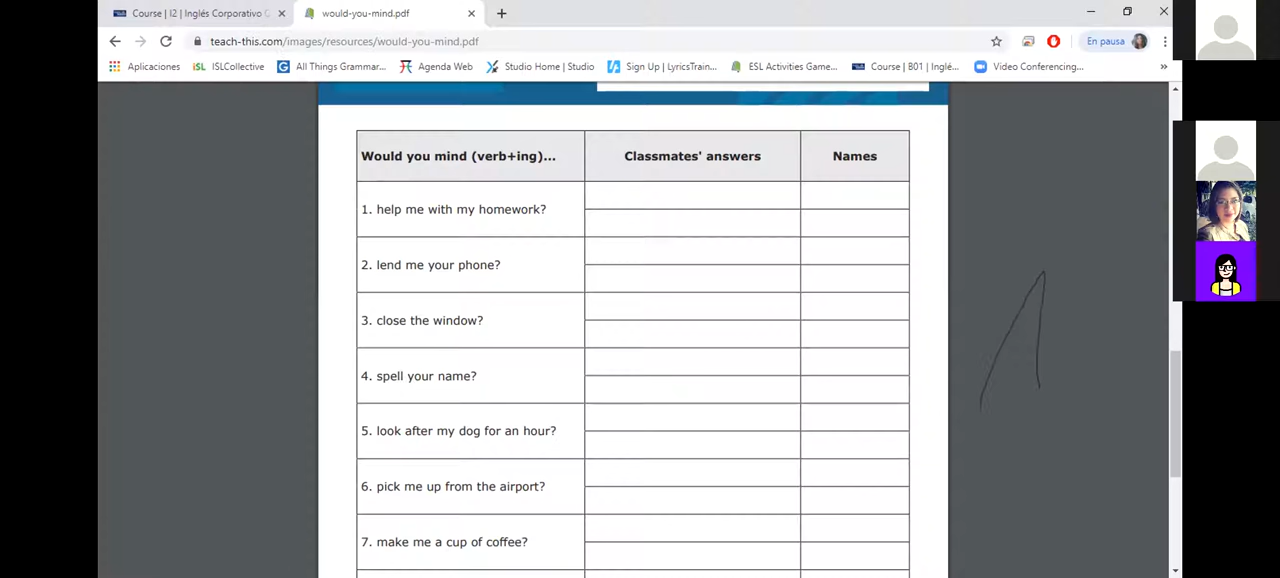 Course | I2 | Inglés Corporativo
would-you-mind.pdf
teach-this.com/images/resources/would-you-mind.pdf
En pausa
Aplicaciones
iSL ISLCollective
G All Things Grammar...
Agenda Web
Studio Home | Studio
Sign Up | LyricsTrain...
ESL Activities Game...
Course | B01 | Inglé...
Video Conferencing...
»
Would you mind (verb+ing)... Classmates' answers Names
1. help me with my homework?
2. lend me your phone?
3. close the window?
4. spell your name?
5. look after my dog for an hour?
6. pick me up from the airport?
7. make me a cup of coffee?